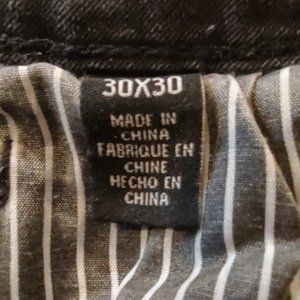 30X30
MADE IN
CHINA
FABRIQUE EN
CHINE
HECHO EN
CHINA